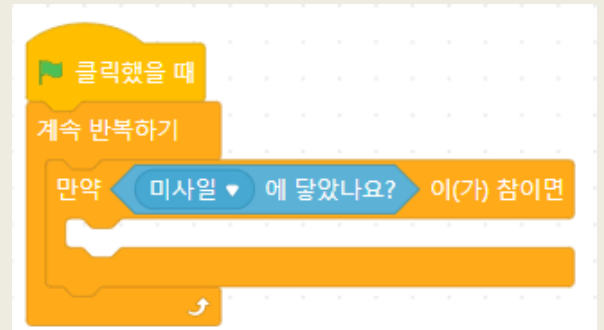 클릭했을 때
계속 반복하기
만약 미사일 에 닿았나요? 이(가) 참이면